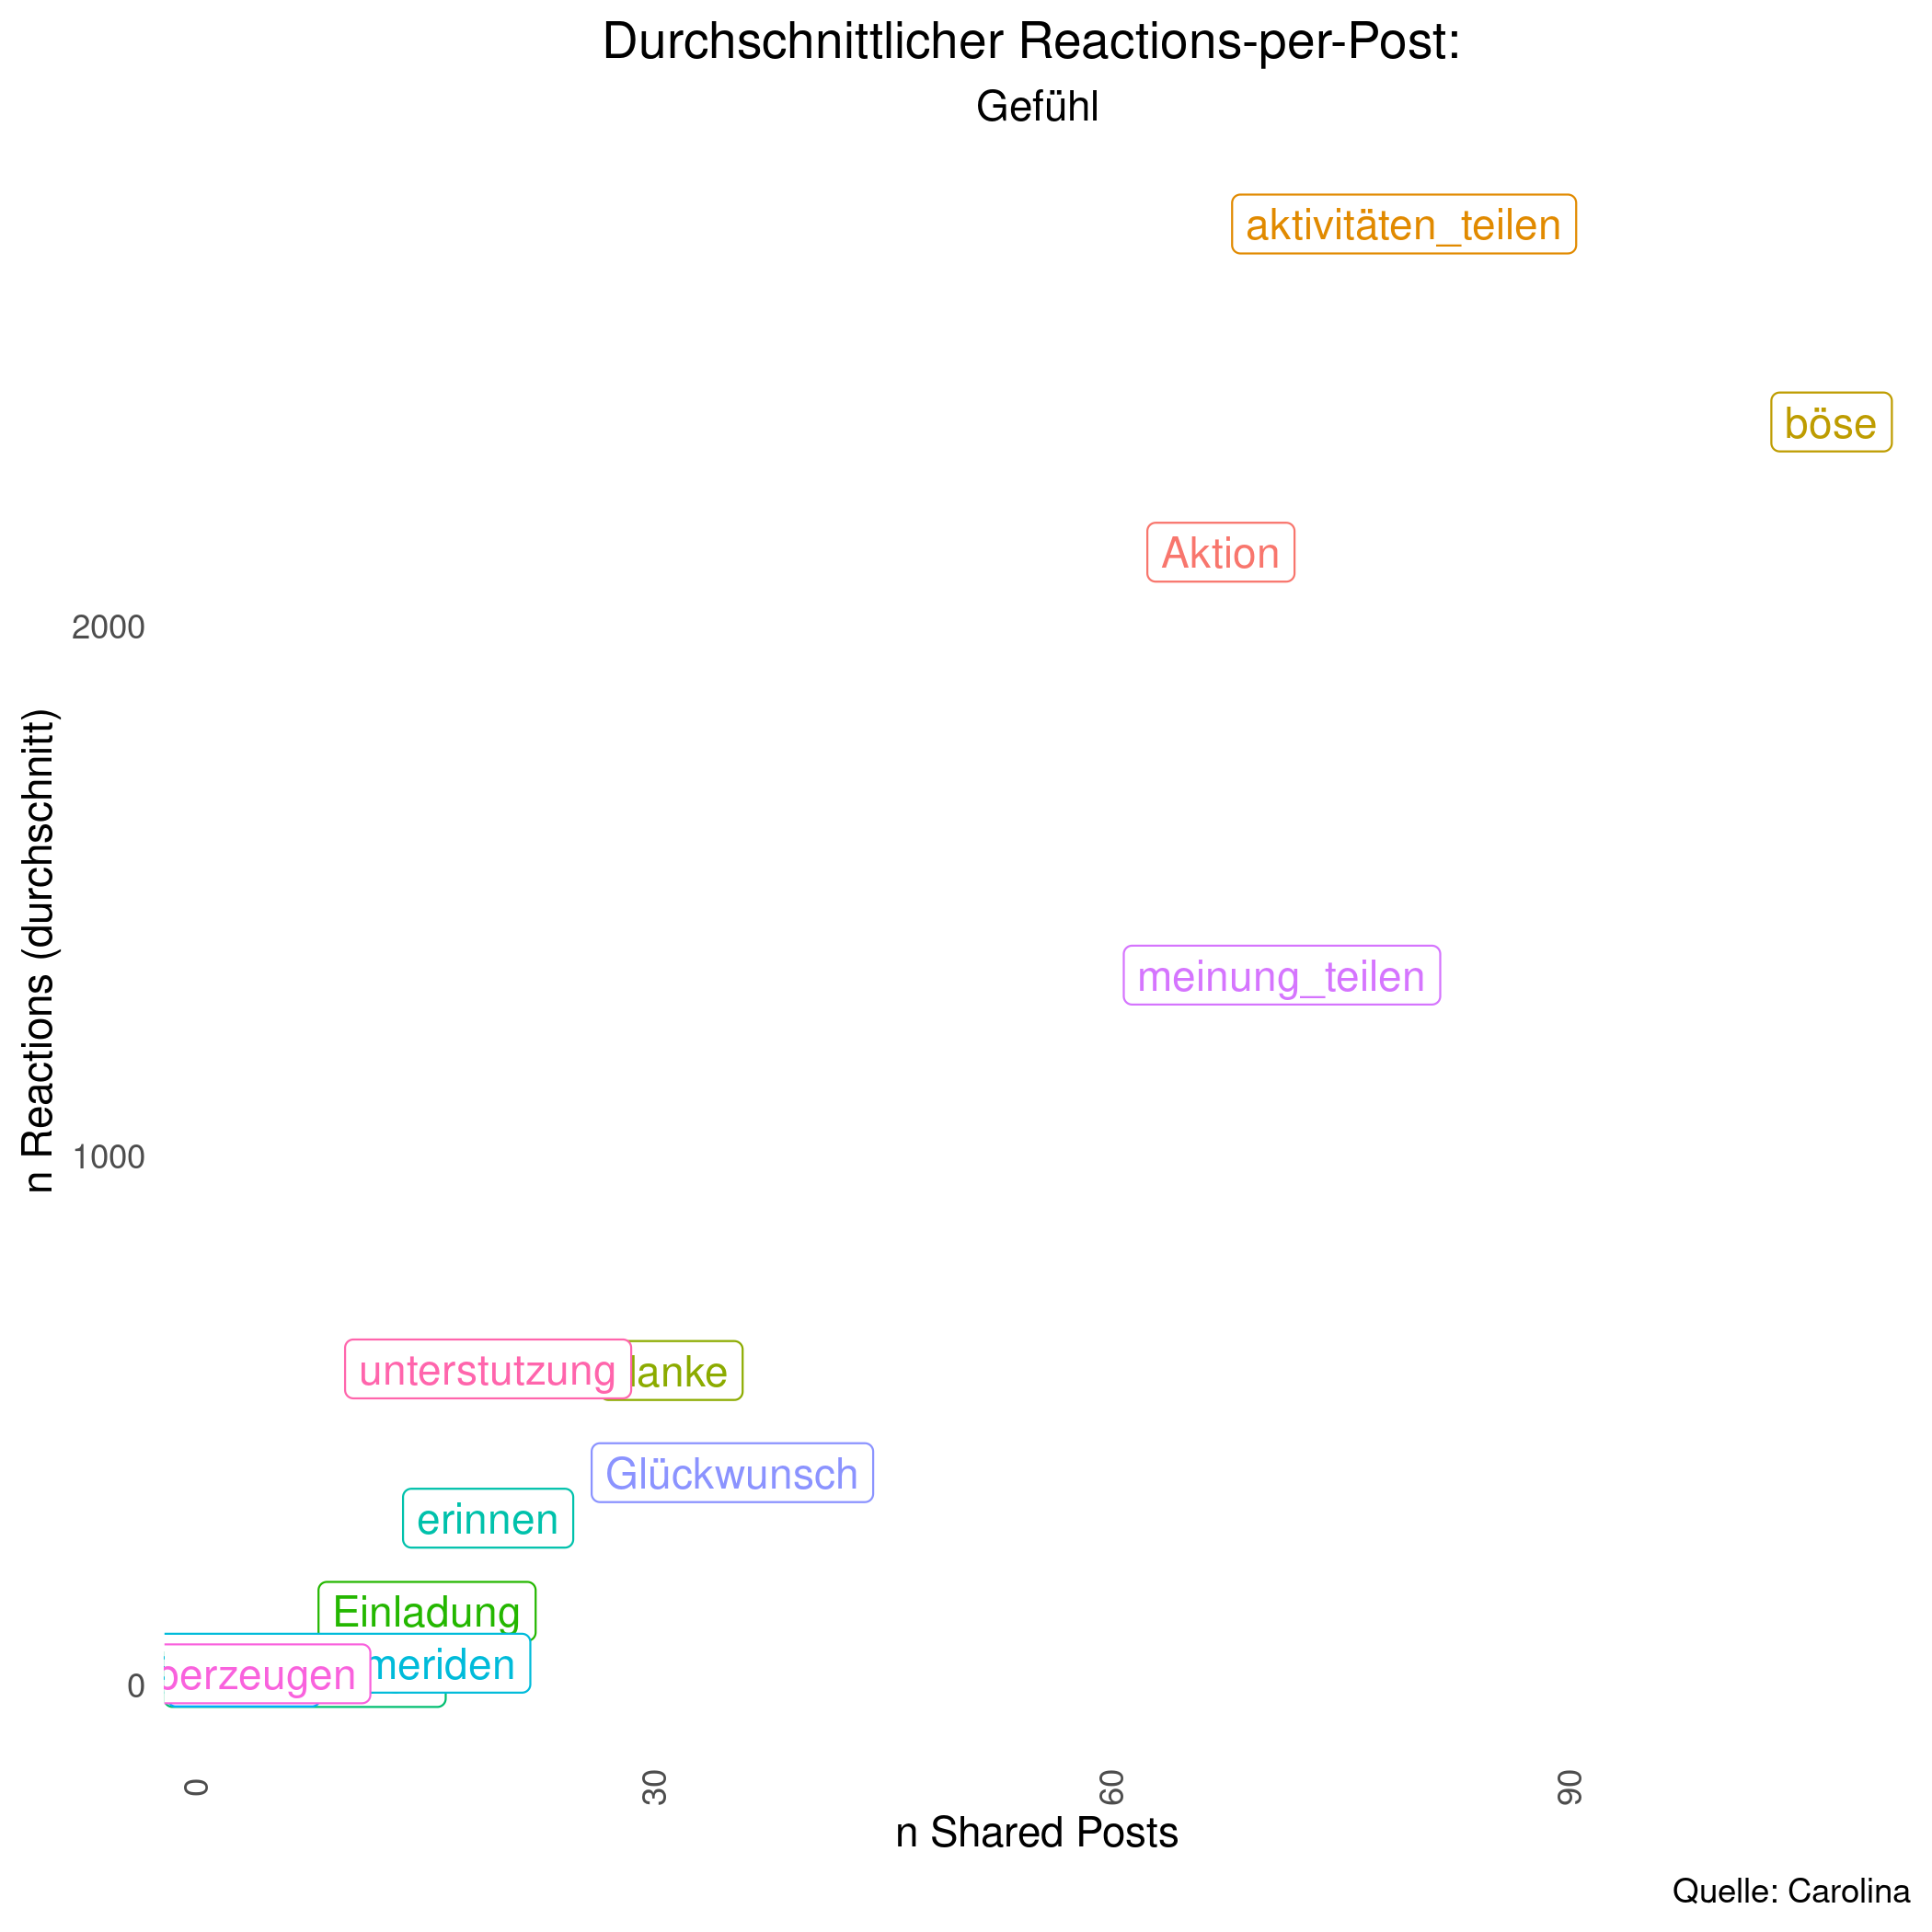 Durchschnittlicher Reactions-per-Post:
Gefühl
aktivitäten_teilen
böse
Aktion
2000
n Reactions (durchschnitt)
meinung_teilen
1000
unterstutzung
Glückwunsch
erinnen
Einladung
0
0
30
60
90
n Shared Posts
Quelle: Carolina